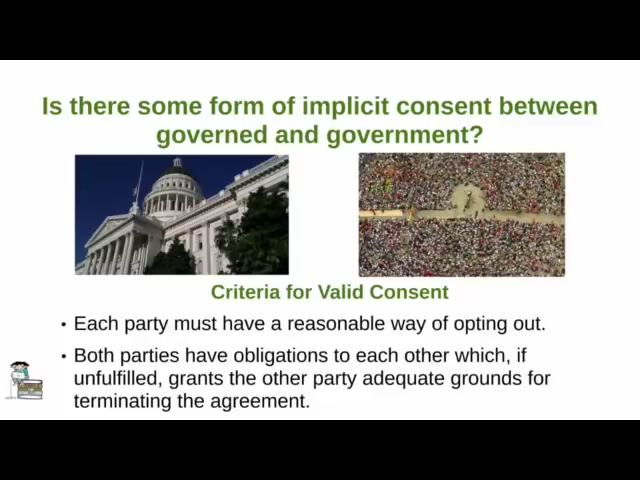 Is there some form of implicit consent between
governed and government?
Criteria for Valid Consent
• Each party must have a reasonable way of opting out.
• Both parties have obligations to each other which, if
unfulfilled, grants the other party adequate grounds for
terminating the agreement.